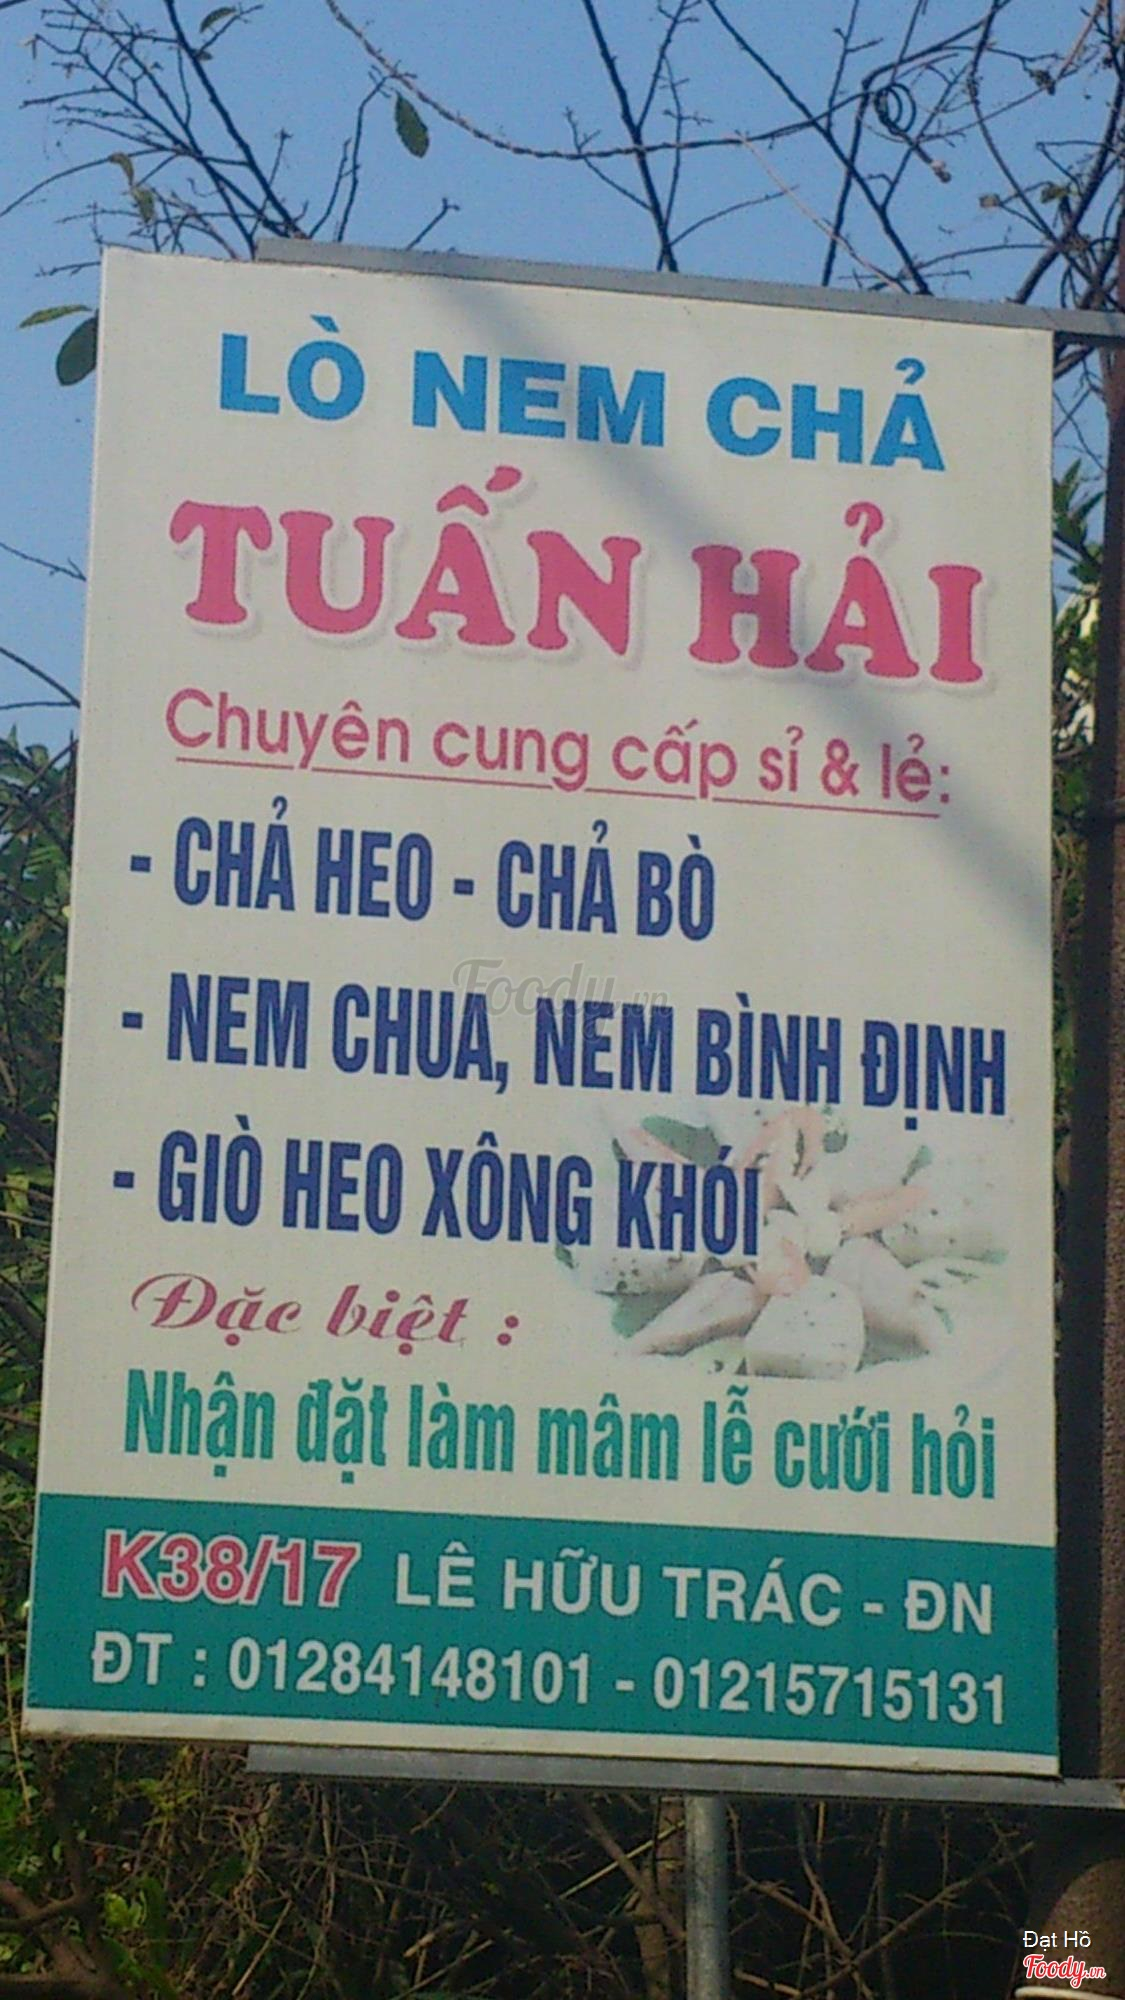 LÒ NEM CHẢ
TUẤN HẢI
Chuyên cung cấp sỉ & lẻ:
- CHẢ HEO - CHẢ BÒ
- NEM CHUA, NEM BÌNH ĐỊNH
- GIÒ HEO XÔNG KHÓI
Đặc biệt :
Nhận đặt làm mâm lễ cưới hỏi
K38/17 LÊ HỮU TRÁC - ĐN
ĐT : 01284148101 - 01215715131
Foody.vn
Đạt Hồ
Foody.vn